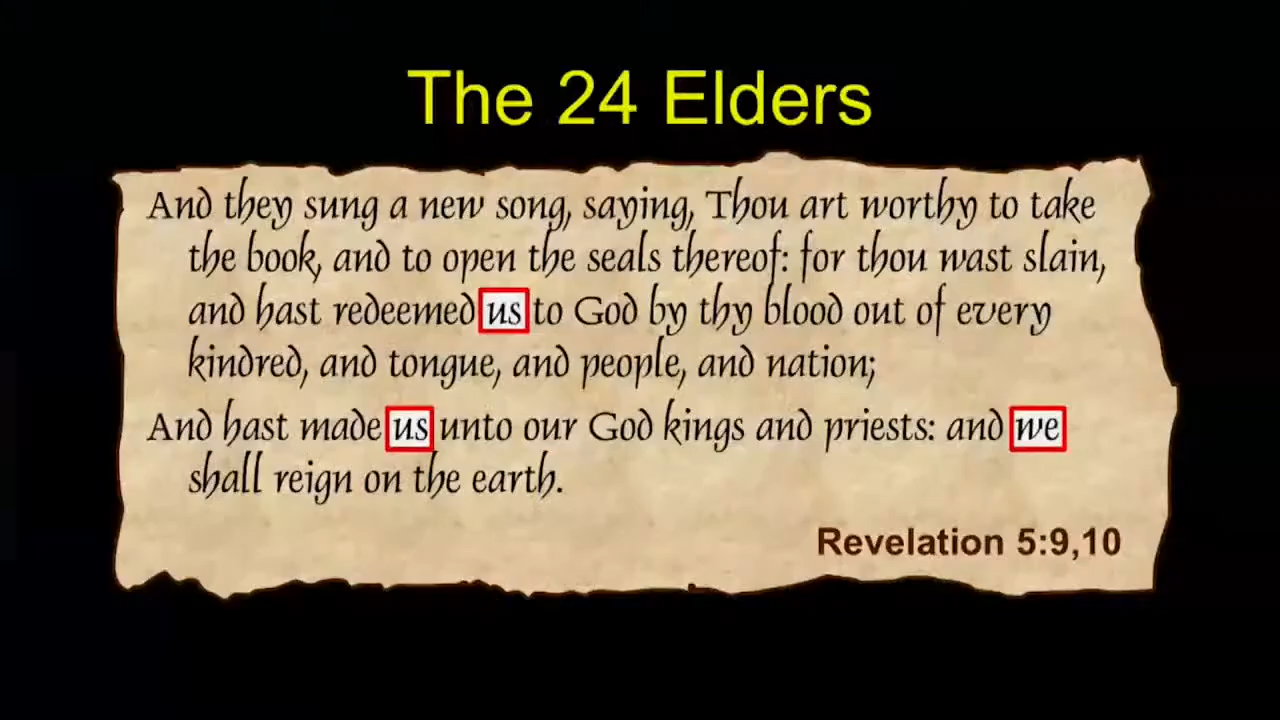 The 24 Elders
And they sung a new song, saying, Thou art worthy to take
the book, and to open the seals thereof: for thou wast slain,
and hast redeemed us to God by thy blood out of every
kindred, and tongue, and people, and nation;
And hast made us unto our God kings and priests: and we
shall reign on the earth.
Revelation 5:9,10